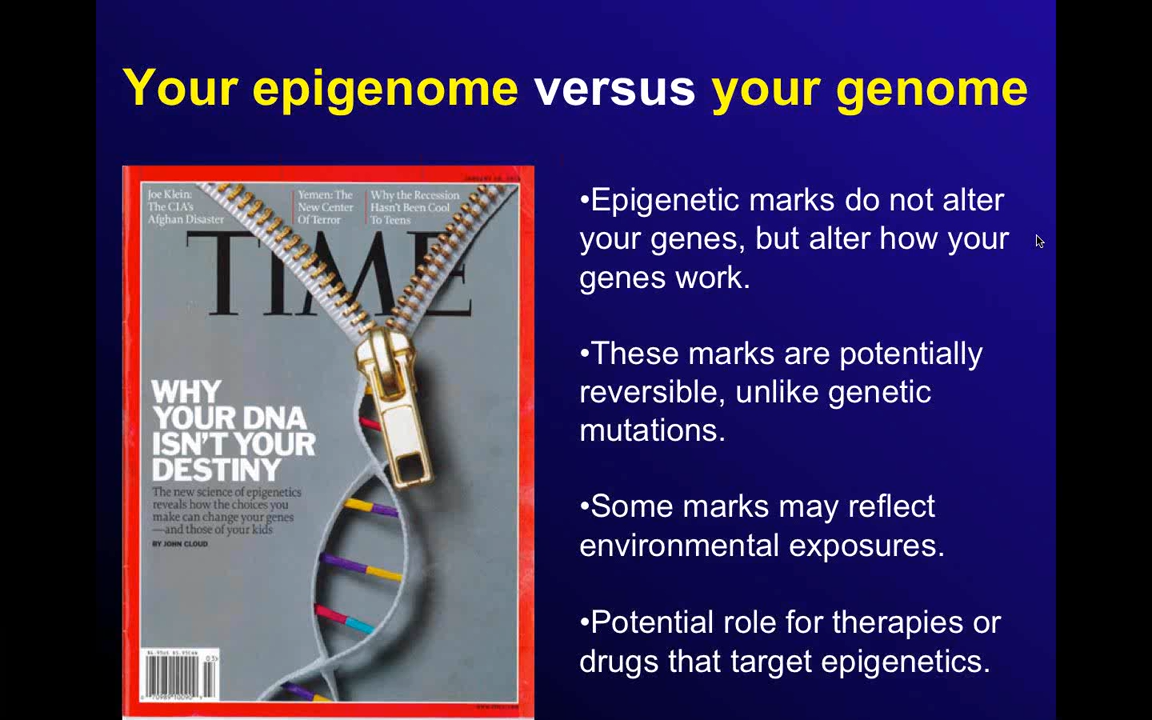 Your epigenome versus your genome
Joe Klein:
The CIA's
Afghan Disaster
Yemen: The
New Center
Of Terror
Why the Recession
Hasn't Been Cool
To Teens
TIME
WHY
YOUR DNA
ISN'T YOUR
DESTINY
The new science of epigenetics
reveals how the choices you
make can change your genes
—and those of your kids
BY JOHN CLOUD
•Epigenetic marks do not alter
your genes, but alter how your
genes work.
•These marks are potentially
reversible, unlike genetic
mutations.
•Some marks may reflect
environmental exposures.
•Potential role for therapies or
drugs that target epigenetics.